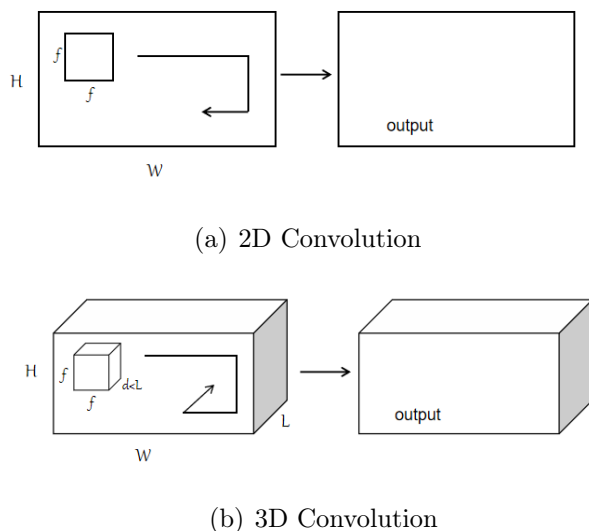 f
f
H
output
W
(a) 2D Convolution
H
f
d<L
f
L
output
W
(b) 3D Convolution